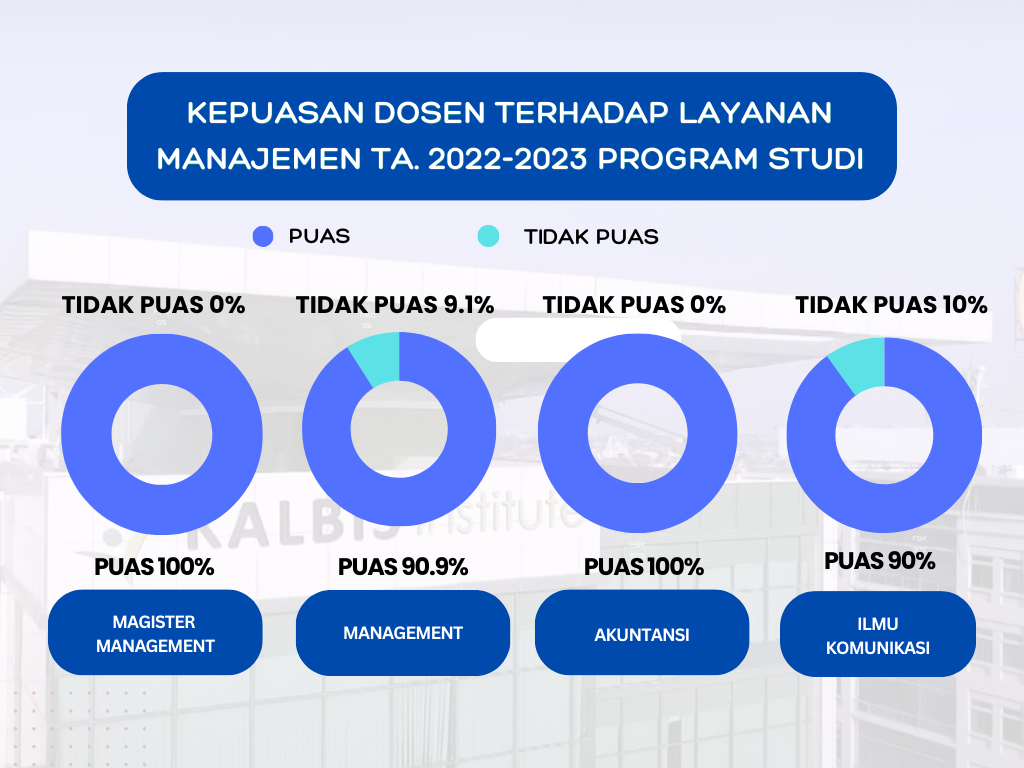 KEPUASAN DOSEN TERHADAP LAYANAN
MANAJEMEN TA. 2022-2023 PROGRAM STUDI
PUAS
TIDAK PUAS
TIDAK PUAS 0%
TIDAK PUAS 9.1%
TIDAK PUAS 0%
TIDAK PUAS 10%
KALBIS institute
PUAS 100%
PUAS 90.9%
PUAS 100%
PUAS 90%
MAGISTER
MANAGEMENT
MANAGEMENT
AKUNTANSI
ILMU
KOMUNIKASI